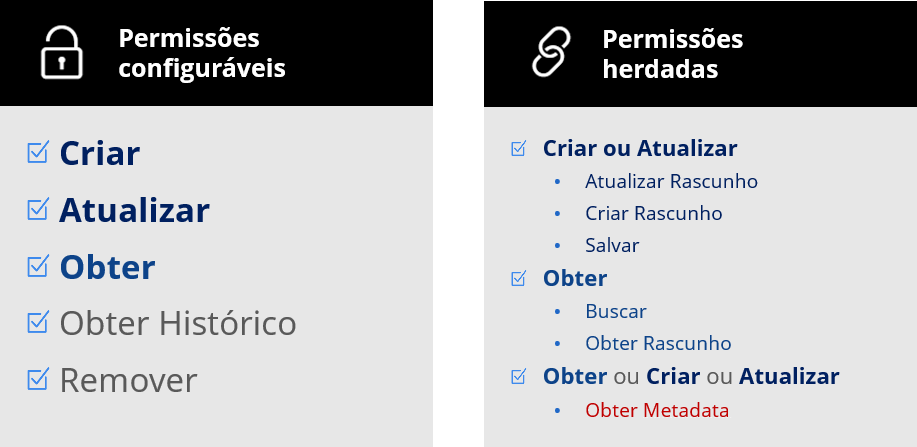 Permissões
configuráveis
Criar
Atualizar
Obter
Obter Histórico
Remover
Permissões
herdadas
Criar ou Atualizar
• Atualizar Rascunho
• Criar Rascunho
• Salvar
Obter
• Buscar
• Obter Rascunho
Obter ou Criar ou Atualizar
• Obter Metadata